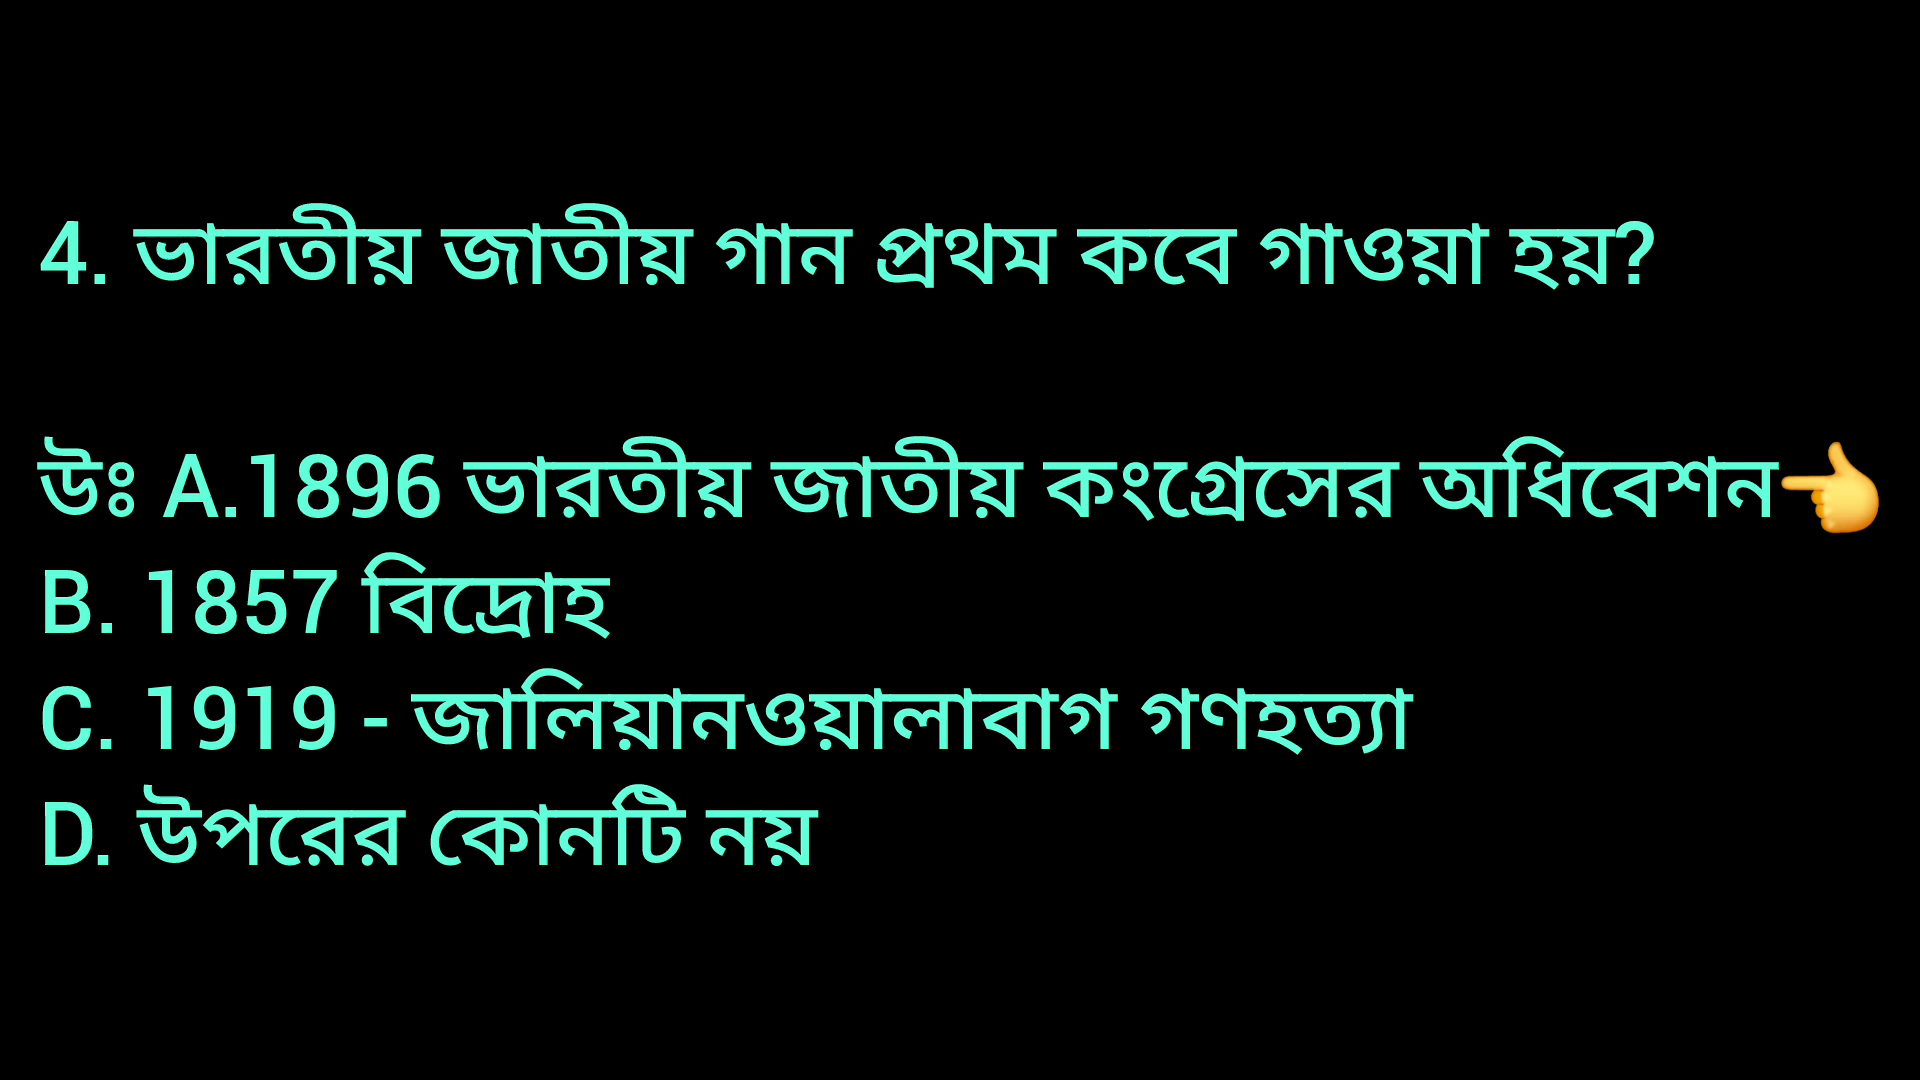 4. ভারতীয় জাতীয় গান প্রথম কবে গাওয়া হয়?
উঃ A.1896 ভারতীয় জাতীয় কংগ্রেসের অধিবেশন👈
B. 1857 বিদ্রোহ
C. 1919 - জালিয়ানওয়ালাবাগ গণহত্যা
D. উপরের কোনটি নয়